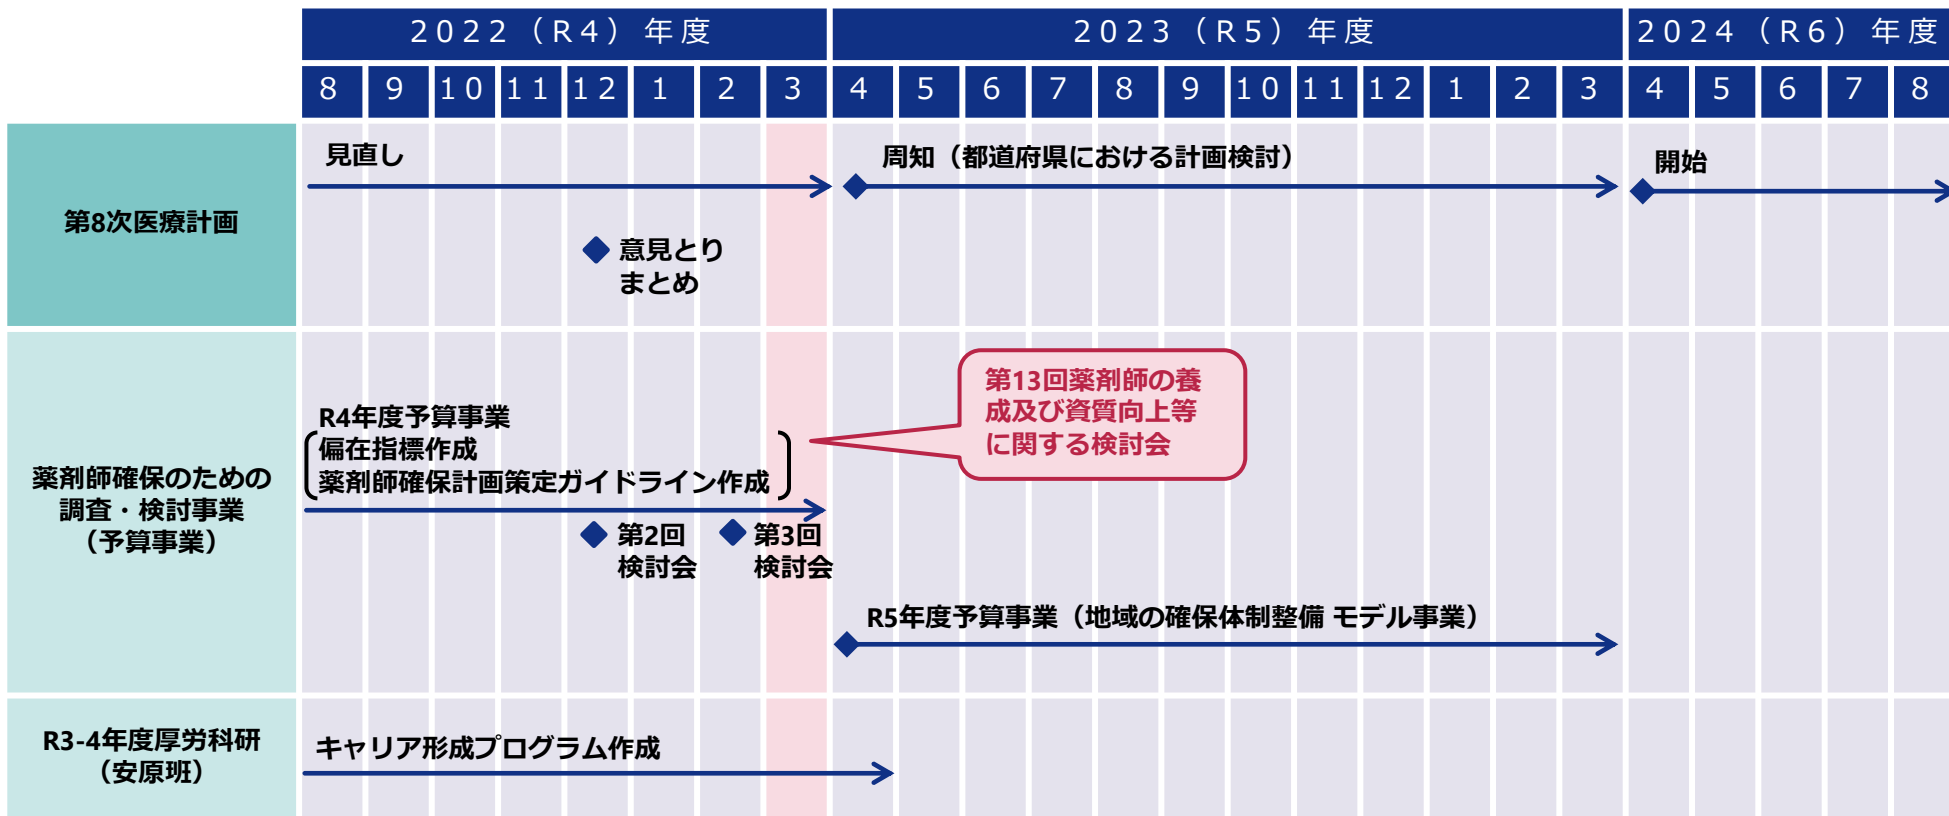 ２０２２（Ｒ４）年度
２０２３（Ｒ５）年度
２０２４（Ｒ６）年度
８ ９ １０ １１ １２ １ ２ ３ ４ ５ ６ ７ ８ ９ １０ １１ １２ １ ２ ３ ４ ５ ６ ７ ８
第8次医療計画
見直し
周知（都道府県における計画検討）
開始
意見とり
まとめ
薬剤師確保のための
調査・検討事業
（予算事業）
R4年度予算事業
偏在指標作成
薬剤師確保計画策定ガイドライン作成
第13回薬剤師の養
成及び資質向上等
に関する検討会
第2回
検討会
第3回
検討会
R5年度予算事業（地域の確保体制整備 モデル事業）
R3-4年度厚労科研
（安原班）
キャリア形成プログラム作成